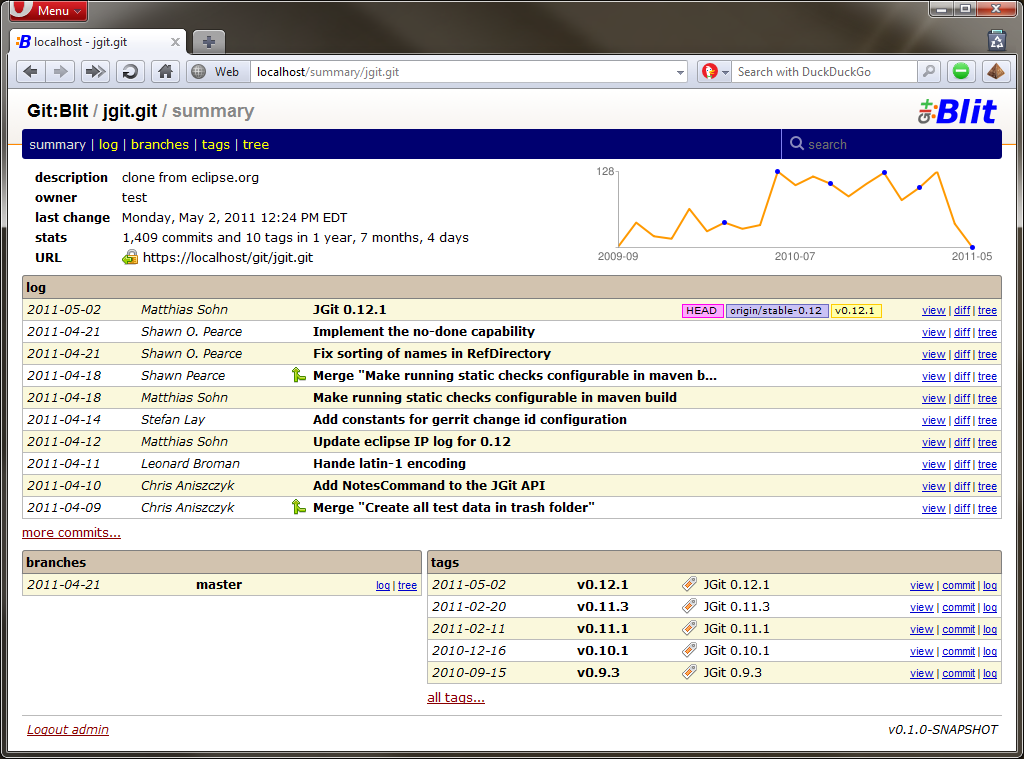 Menu
localhost - jgit.git
Web
localhost/summary/jgit.git
Search with DuckDuckGo
Git:Blit / jgit.git / summary
git:Blit
summary | log | branches | tags | tree
search
description clone from eclipse.org
owner test
last change Monday, May 2, 2011 12:24 PM EDT
stats 1,409 commits and 10 tags in 1 year, 7 months, 4 days
URL https://localhost/git/jgit.git
128
2009-09 2010-07 2011-05
log
2011-05-02 Matthias Sohn JGit 0.12.1 HEAD origin/stable-0.12 v0.12.1 view | diff | tree
2011-04-21 Shawn O. Pearce Implement the no-done capability view | diff | tree
2011-04-21 Shawn O. Pearce Fix sorting of names in RefDirectory view | diff | tree
2011-04-18 Shawn Pearce Merge "Make running static checks configurable in maven b... view | diff | tree
2011-04-18 Matthias Sohn Make running static checks configurable in maven build view | diff | tree
2011-04-14 Stefan Lay Add constants for gerrit change id configuration view | diff | tree
2011-04-12 Matthias Sohn Update eclipse IP log for 0.12 view | diff | tree
2011-04-11 Leonard Broman Hande latin-1 encoding view | diff | tree
2011-04-10 Chris Aniszczyk Add NotesCommand to the JGit API view | diff | tree
2011-04-09 Chris Aniszczyk Merge "Create all test data in trash folder" view | diff | tree
more commits...
branches
2011-04-21 master log | tree
tags
2011-05-02 v0.12.1 JGit 0.12.1 view | commit | log
2011-02-20 v0.11.3 JGit 0.11.3 view | commit | log
2011-02-11 v0.11.1 JGit 0.11.1 view | commit | log
2010-12-16 v0.10.1 JGit 0.10.1 view | commit | log
2010-09-15 v0.9.3 JGit 0.9.3 view | commit | log
all tags...
Logout admin
v0.1.0-SNAPSHOT